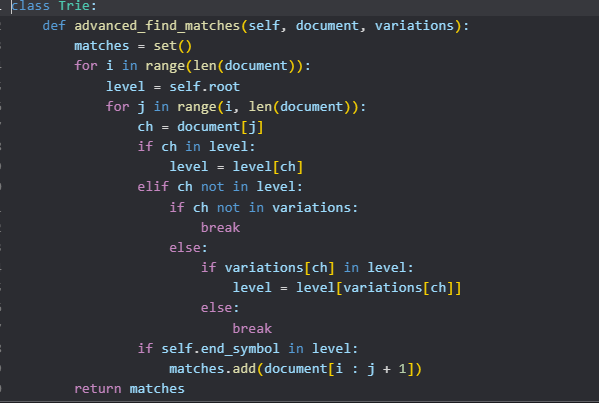 class Trie:
    def advanced_find_matches(self, document, variations):
        matches = set()
        for i in range(len(document)):
            level = self.root
            for j in range(i, len(document)):
                ch = document[j]
                if ch in level:
                    level = level[ch]
                elif ch not in level:
                    if ch not in variations:
                        break
                    else:
                        if variations[ch] in level:
                            level = level[variations[ch]]
                        else:
                            break
                if self.end_symbol in level:
                    matches.add(document[i : j + 1])
        return matches